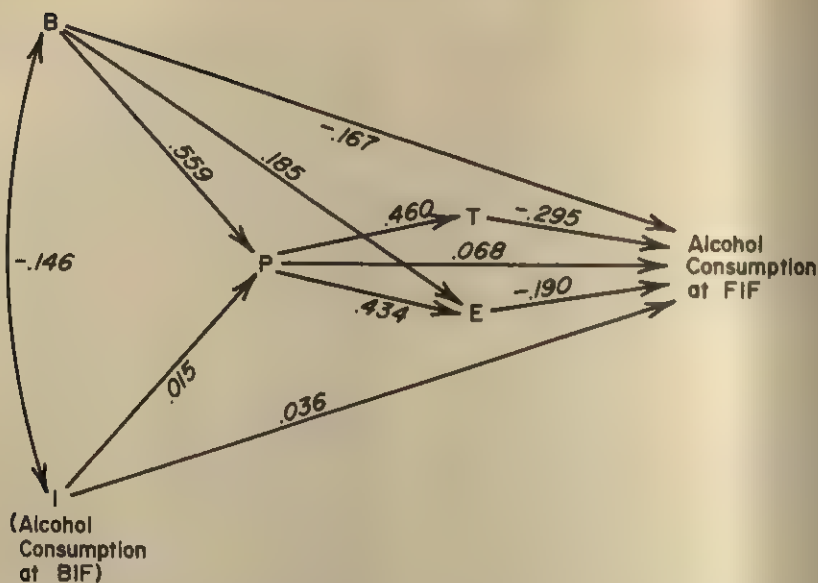 B
-.167
.559
.185
.460
T
-.295
-.146
P
.068
Alcohol
Consumption
at FIF
.434
E
-.190
.015
.036
I
(Alcohol
Consumption
at BIF)